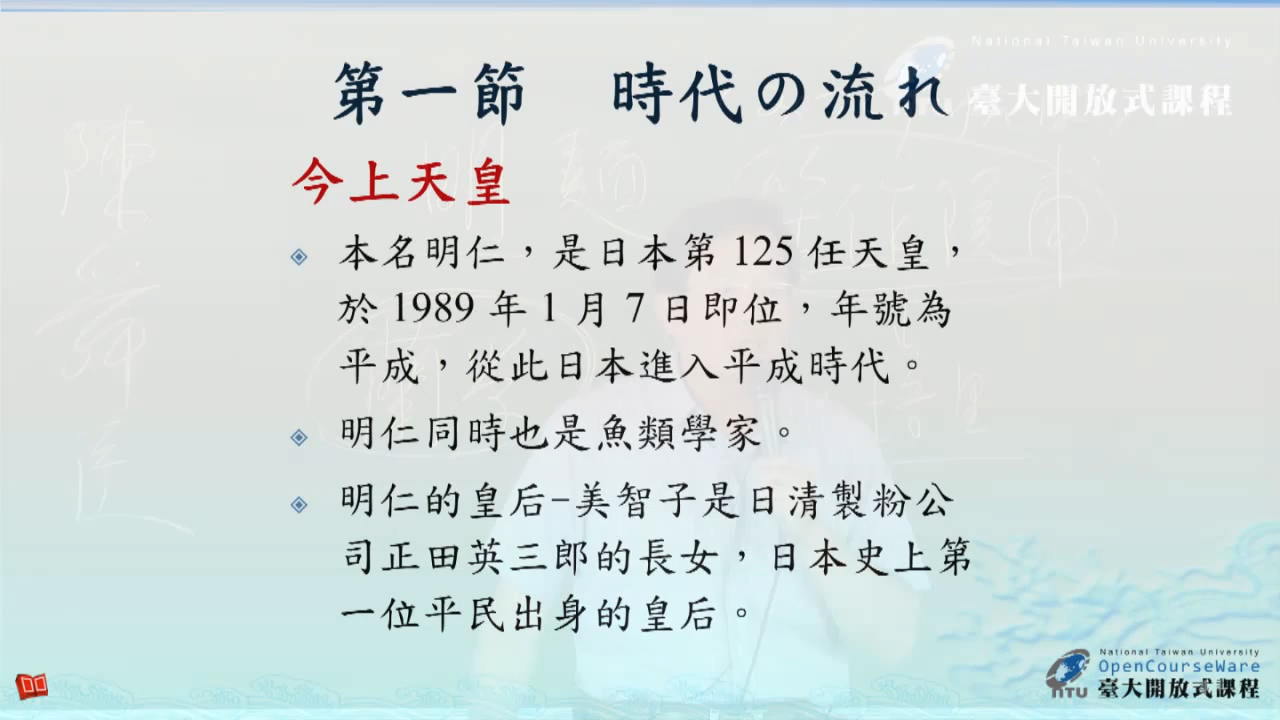 National Taiwan University
臺大開放式課程
第一節 時代の流れ
今上天皇
本名明仁，是日本第 125 任天皇，
於 1989 年 1 月 7 日即位，年號為
平成，從此日本進入平成時代。
明仁同時也是魚類學家。
明仁的皇后-美智子是日清製粉公
司正田英三郎的長女，日本史上第
一位平民出身的皇后。
National Taiwan University
OpenCourseWare
NTU 臺大開放式課程